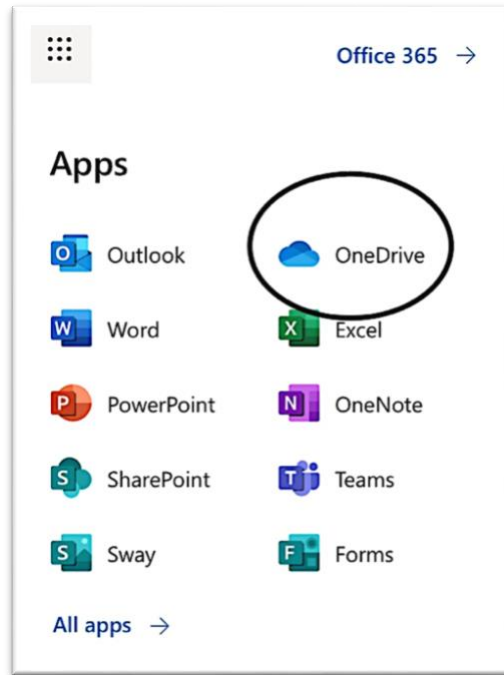 Office 365 →
Apps
Outlook
OneDrive
Word
Excel
PowerPoint
OneNote
SharePoint
Teams
Sway
Forms
All apps →